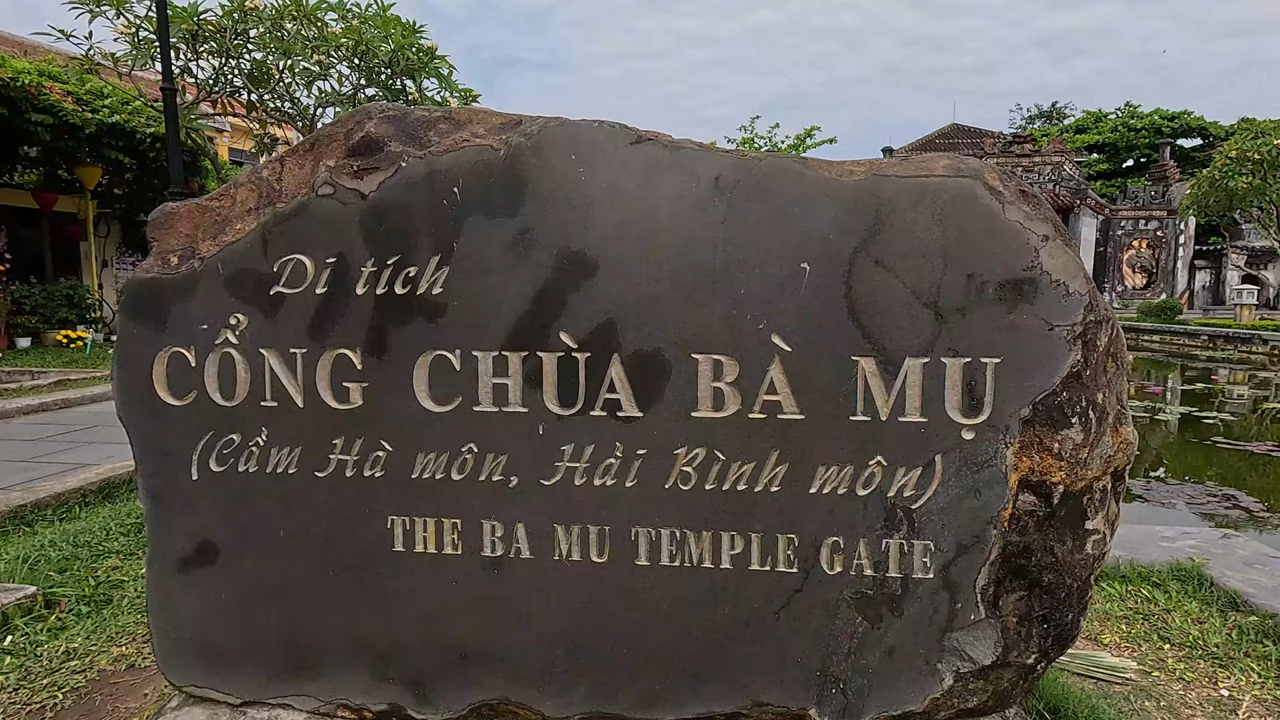 Di tích
CỔNG CHÙA BÀ MỤ
(Cẩm Hà môn, Hải Bình môn)
THE BA MU TEMPLE GATE